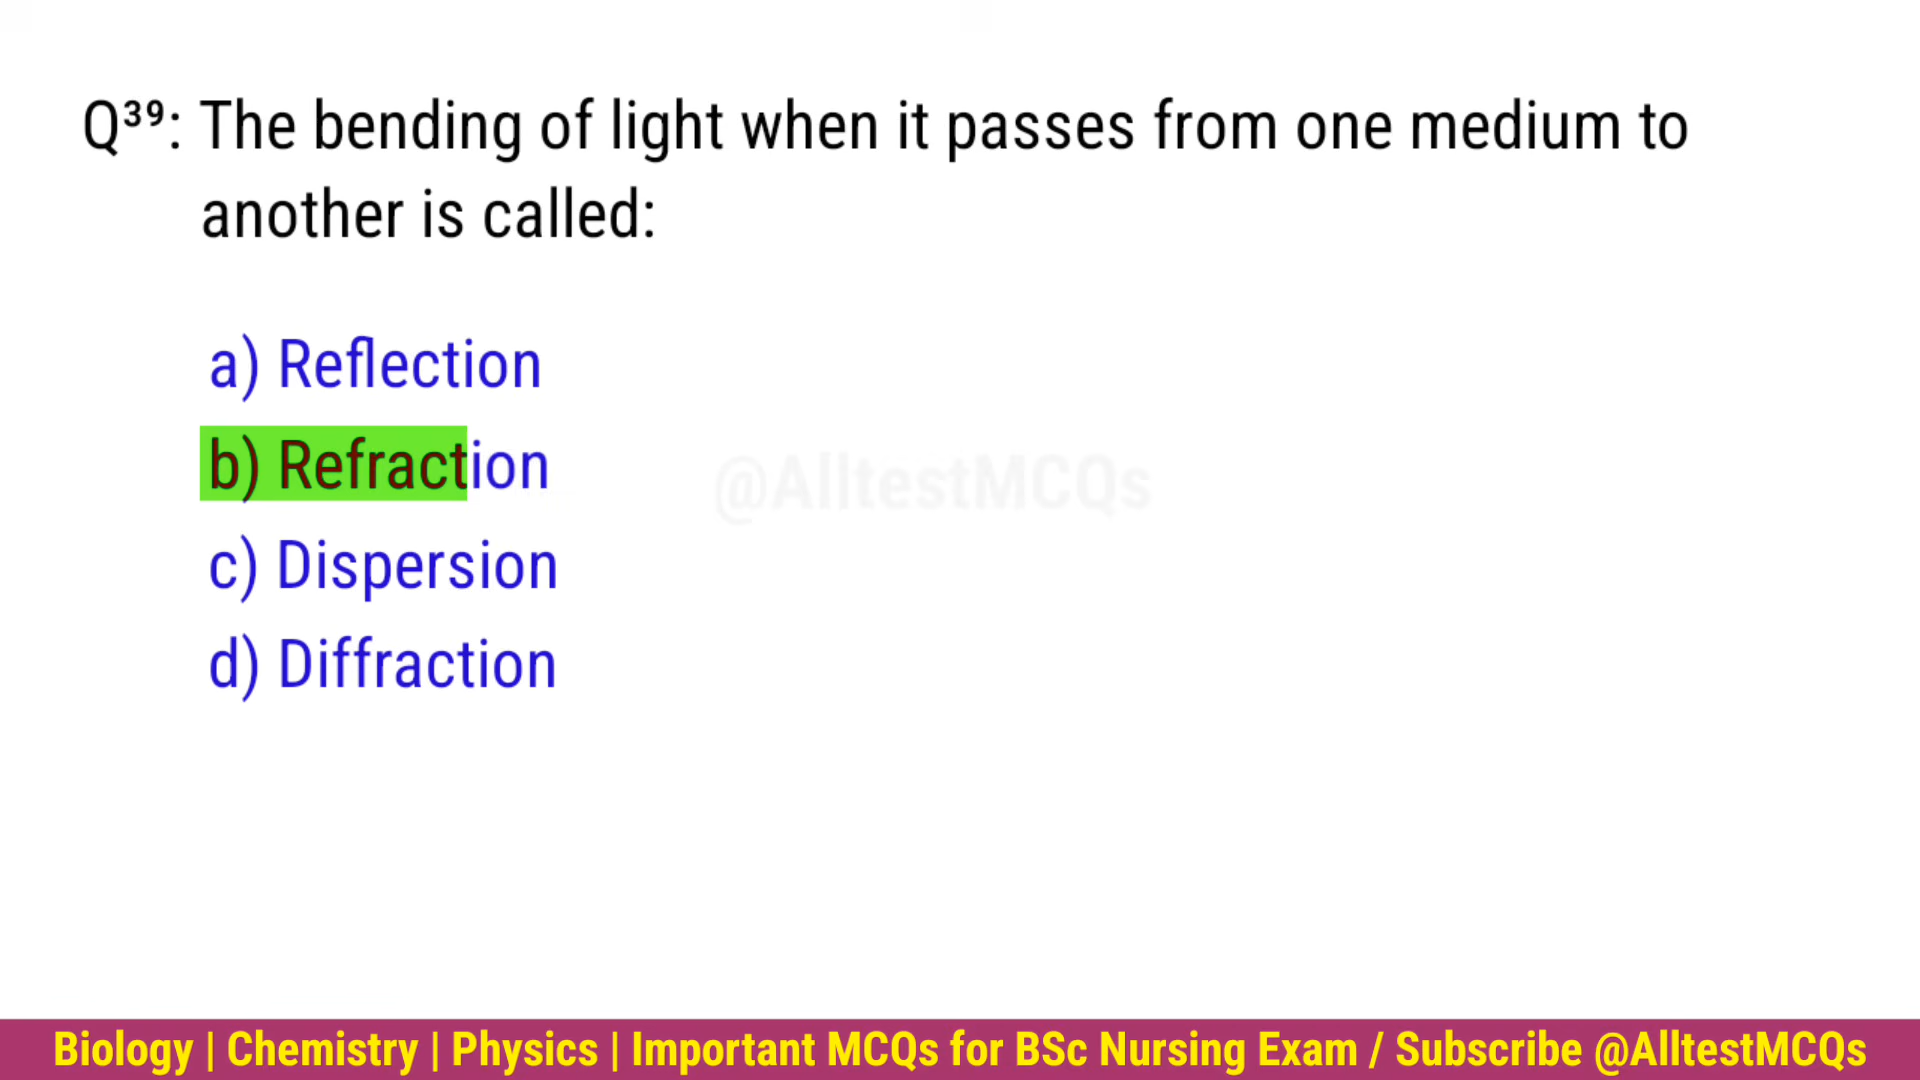 Q³⁹: The bending of light when it passes from one medium to
another is called:
a) Reflection
b) Refraction
@AlltestMCQs
c) Dispersion
d) Diffraction
Biology | Chemistry | Physics | Important MCQs for BSc Nursing Exam / Subscribe @AlltestMCQs